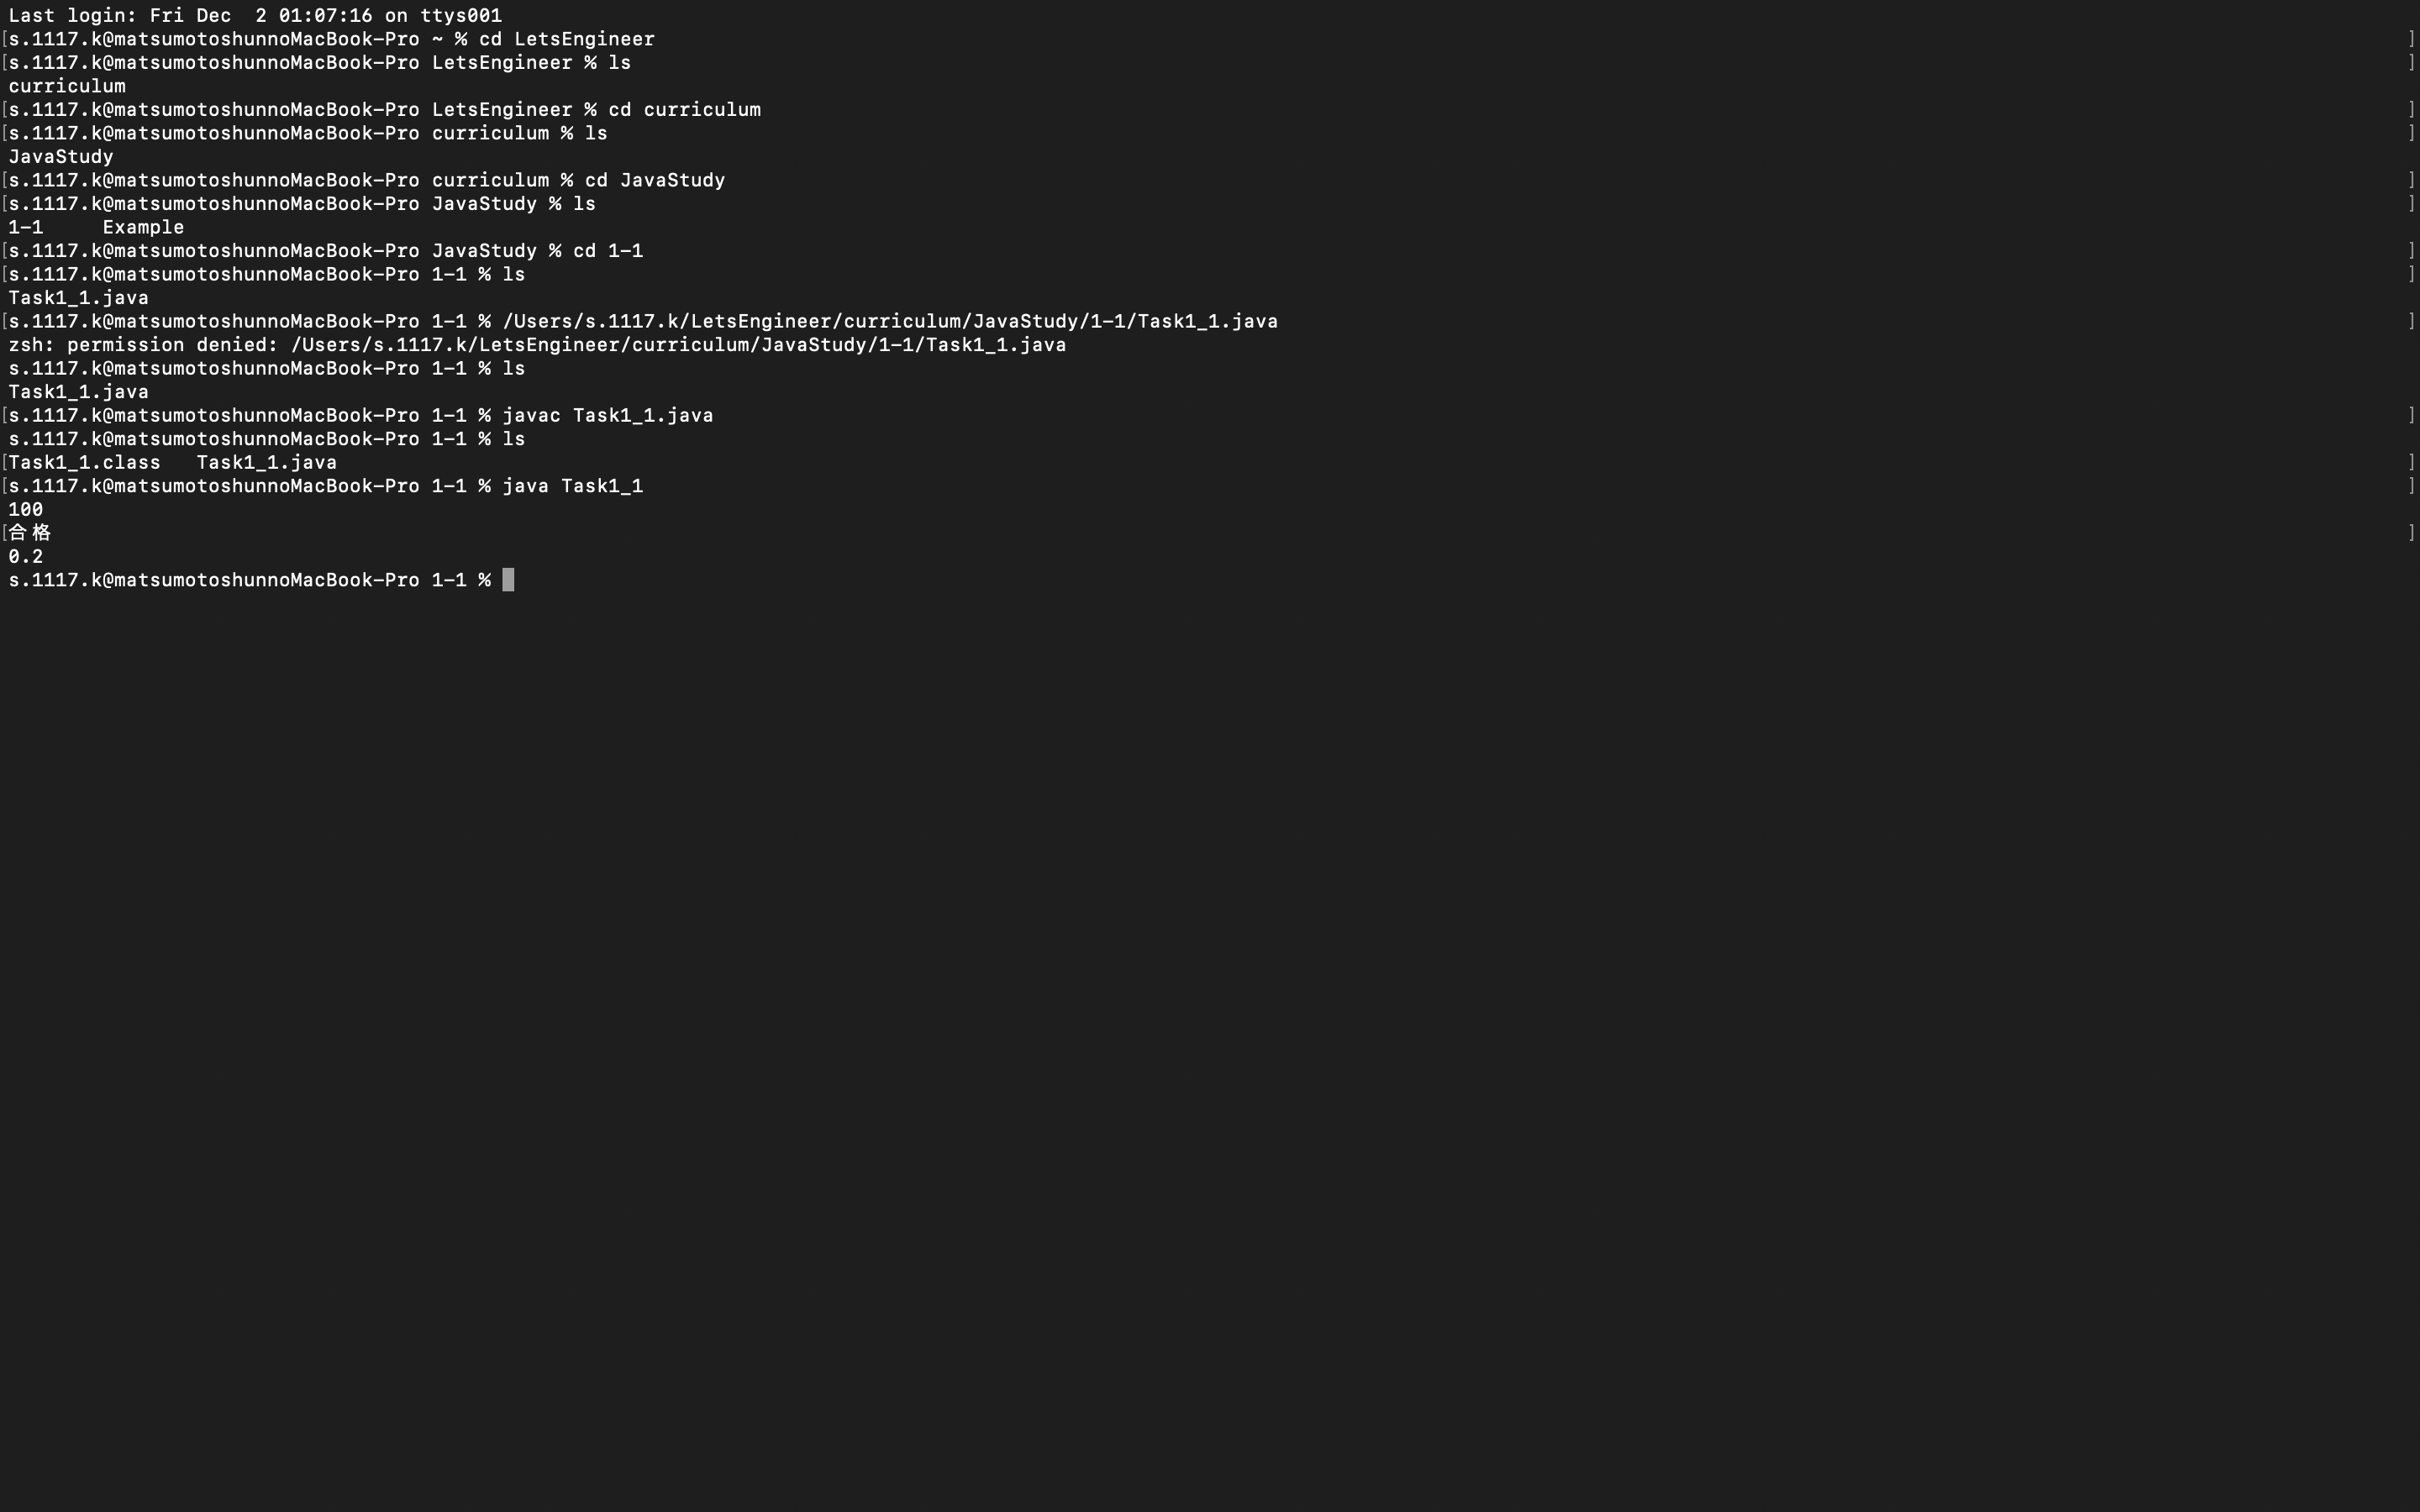 Last login: Fri Dec  2 01:07:16 on ttys001
[s.1117.k@matsumotoshunnoMacBook-Pro ~ % cd LetsEngineer ]
[s.1117.k@matsumotoshunnoMacBook-Pro LetsEngineer % ls ]
curriculum
[s.1117.k@matsumotoshunnoMacBook-Pro LetsEngineer % cd curriculum ]
[s.1117.k@matsumotoshunnoMacBook-Pro curriculum % ls ]
JavaStudy
[s.1117.k@matsumotoshunnoMacBook-Pro curriculum % cd JavaStudy ]
[s.1117.k@matsumotoshunnoMacBook-Pro JavaStudy % ls ]
1-1     Example
[s.1117.k@matsumotoshunnoMacBook-Pro JavaStudy % cd 1-1 ]
[s.1117.k@matsumotoshunnoMacBook-Pro 1-1 % ls ]
Task1_1.java
[s.1117.k@matsumotoshunnoMacBook-Pro 1-1 % /Users/s.1117.k/LetsEngineer/curriculum/JavaStudy/1-1/Task1_1.java ]
zsh: permission denied: /Users/s.1117.k/LetsEngineer/curriculum/JavaStudy/1-1/Task1_1.java
s.1117.k@matsumotoshunnoMacBook-Pro 1-1 % ls
Task1_1.java
[s.1117.k@matsumotoshunnoMacBook-Pro 1-1 % javac Task1_1.java ]
s.1117.k@matsumotoshunnoMacBook-Pro 1-1 % ls
[Task1_1.class   Task1_1.java ]
[s.1117.k@matsumotoshunnoMacBook-Pro 1-1 % java Task1_1 ]
100
[合格 ]
0.2
s.1117.k@matsumotoshunnoMacBook-Pro 1-1 %